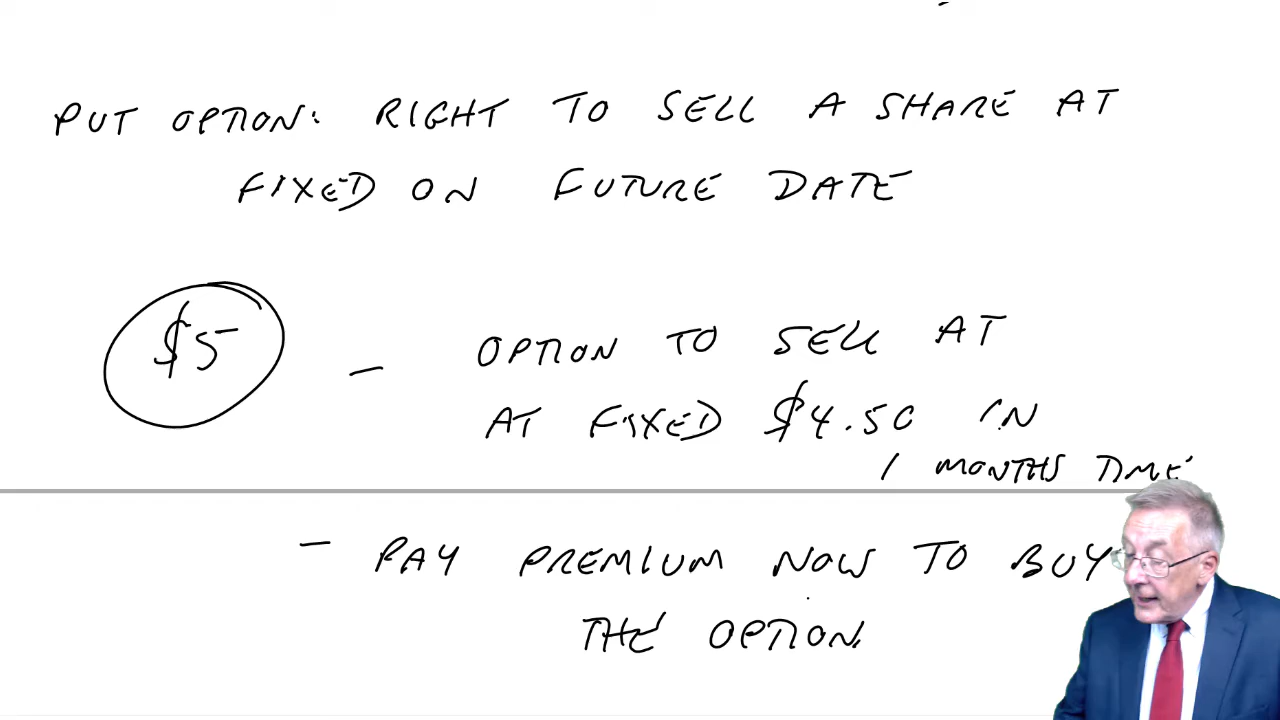 PUT OPTION: RIGHT TO SELL A SHARE AT
FIXED ON FUTURE DATE
$5 - OPTION TO SELL AT
AT FIXED $4.50 IN
1 MONTHS TIME
- PAY PREMIUM NOW TO BUY
THE OPTION